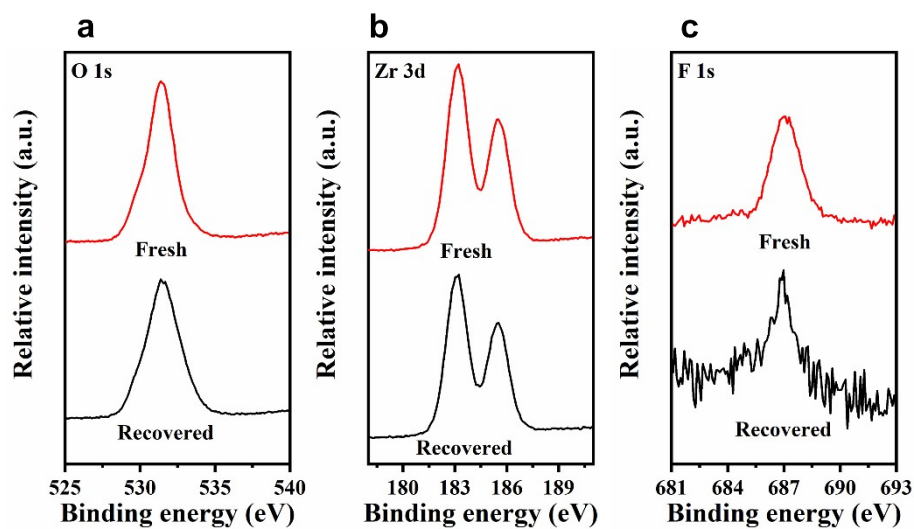 a
O 1s
Relative intensity (a.u.)
Fresh
Recovered
525 530 535 540
Binding energy (eV)
b
Zr 3d
Relative intensity (a.u.)
Fresh
Recovered
180 183 186 189
Binding energy (eV)
c
F 1s
Relative intensity (a.u.)
Fresh
Recovered
681 684 687 690 693
Binding energy (eV)